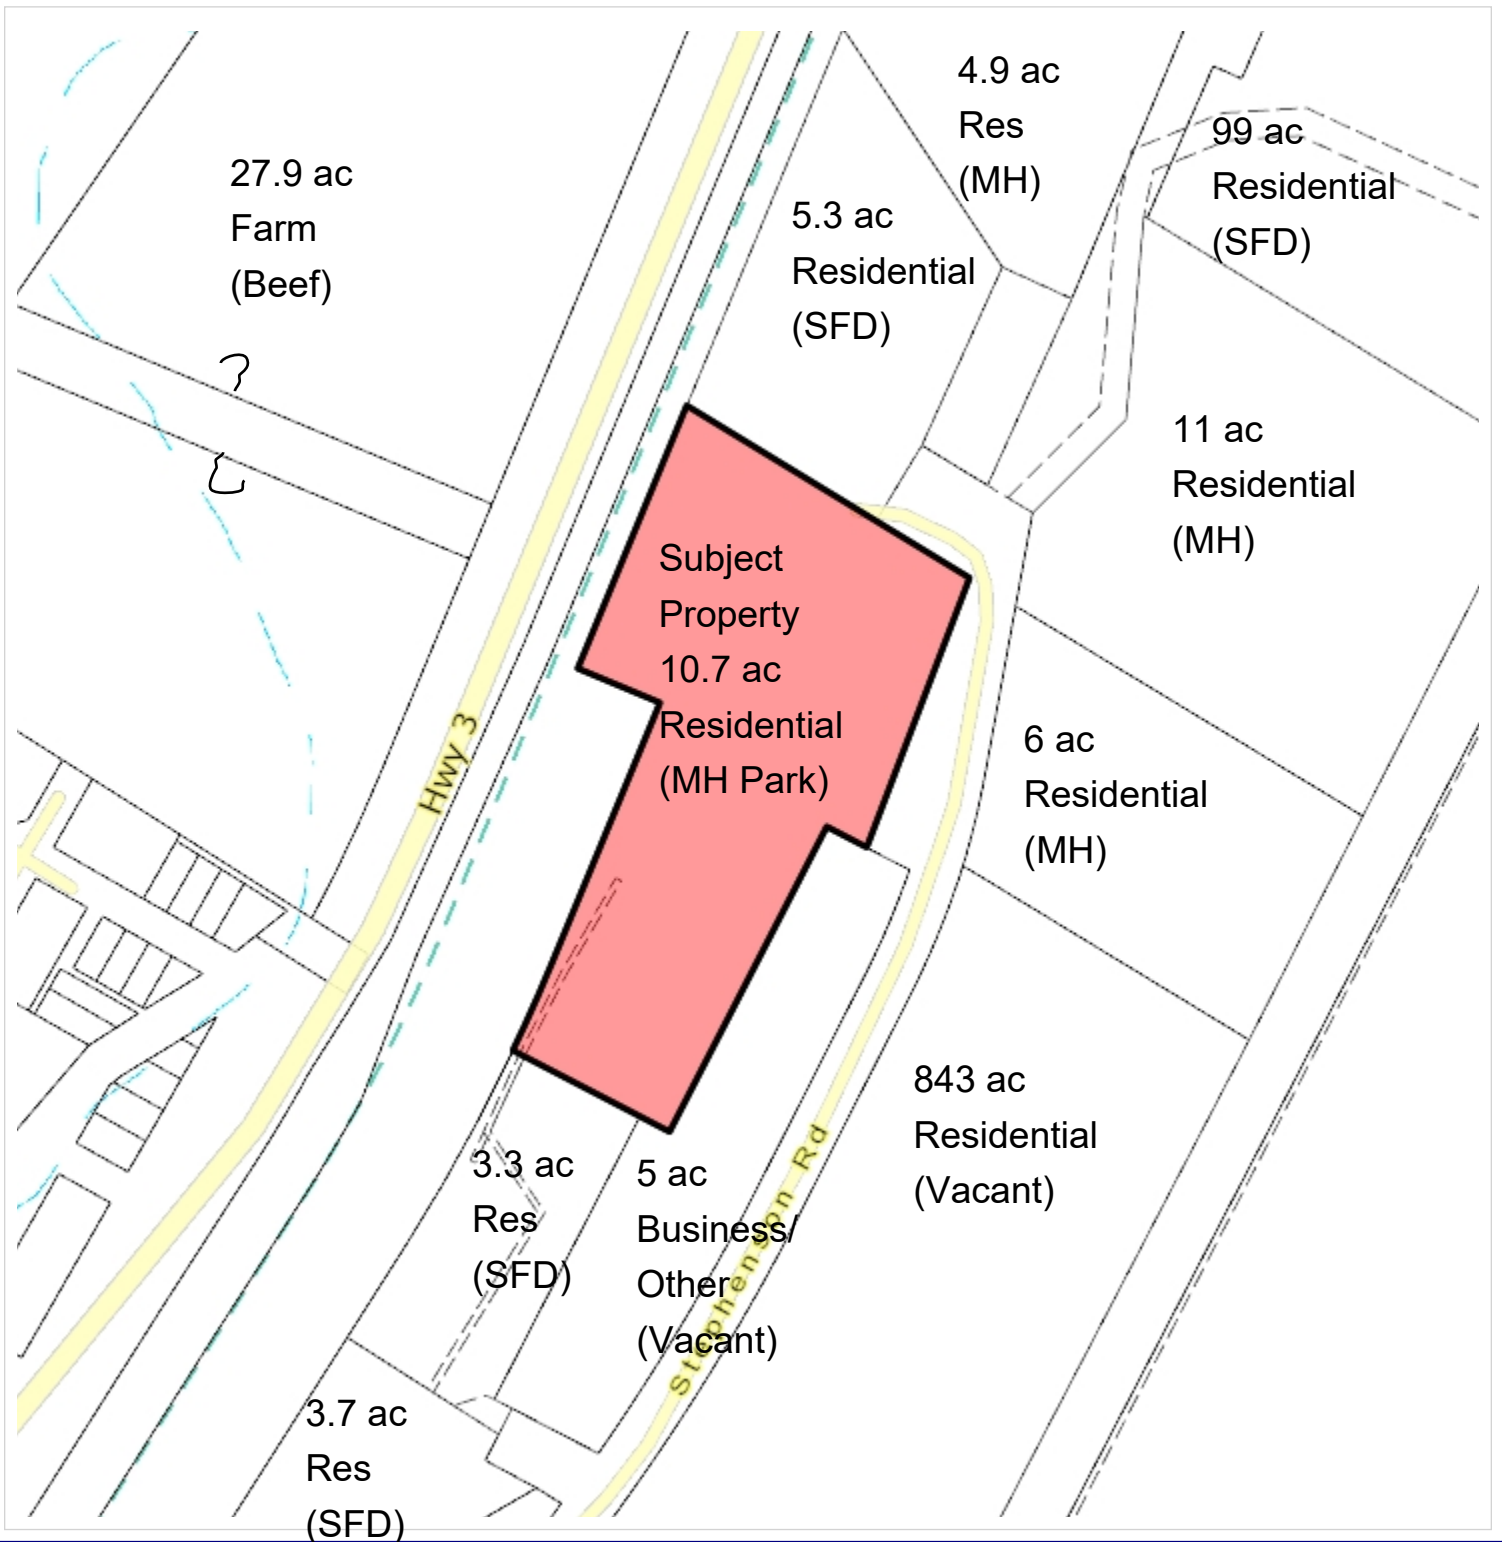 4.9 ac
Res
(MH)
99 ac
Residential
(SFD)
27.9 ac
Farm
(Beef)
5.3 ac
Residential
(SFD)
11 ac
Residential
(MH)
Subject
Property
10.7 ac
Residential
(MH Park)
Hwy 3
6 ac
Residential
(MH)
843 ac
Residential
(Vacant)
3.3 ac
Res
(SFD)
5 ac
Business/
Other
(Vacant)
Stephenson Rd
3.7 ac
Res
(SFD)